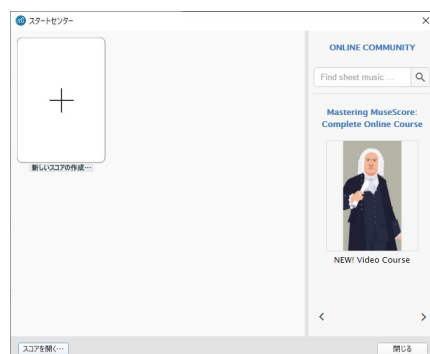 スタートセンター
新しいスコアの作成…
ONLINE COMMUNITY
Find sheet music ...
Mastering MuseScore:
Complete Online Course
NEW! Video Course
スコアを開く…
閉じる